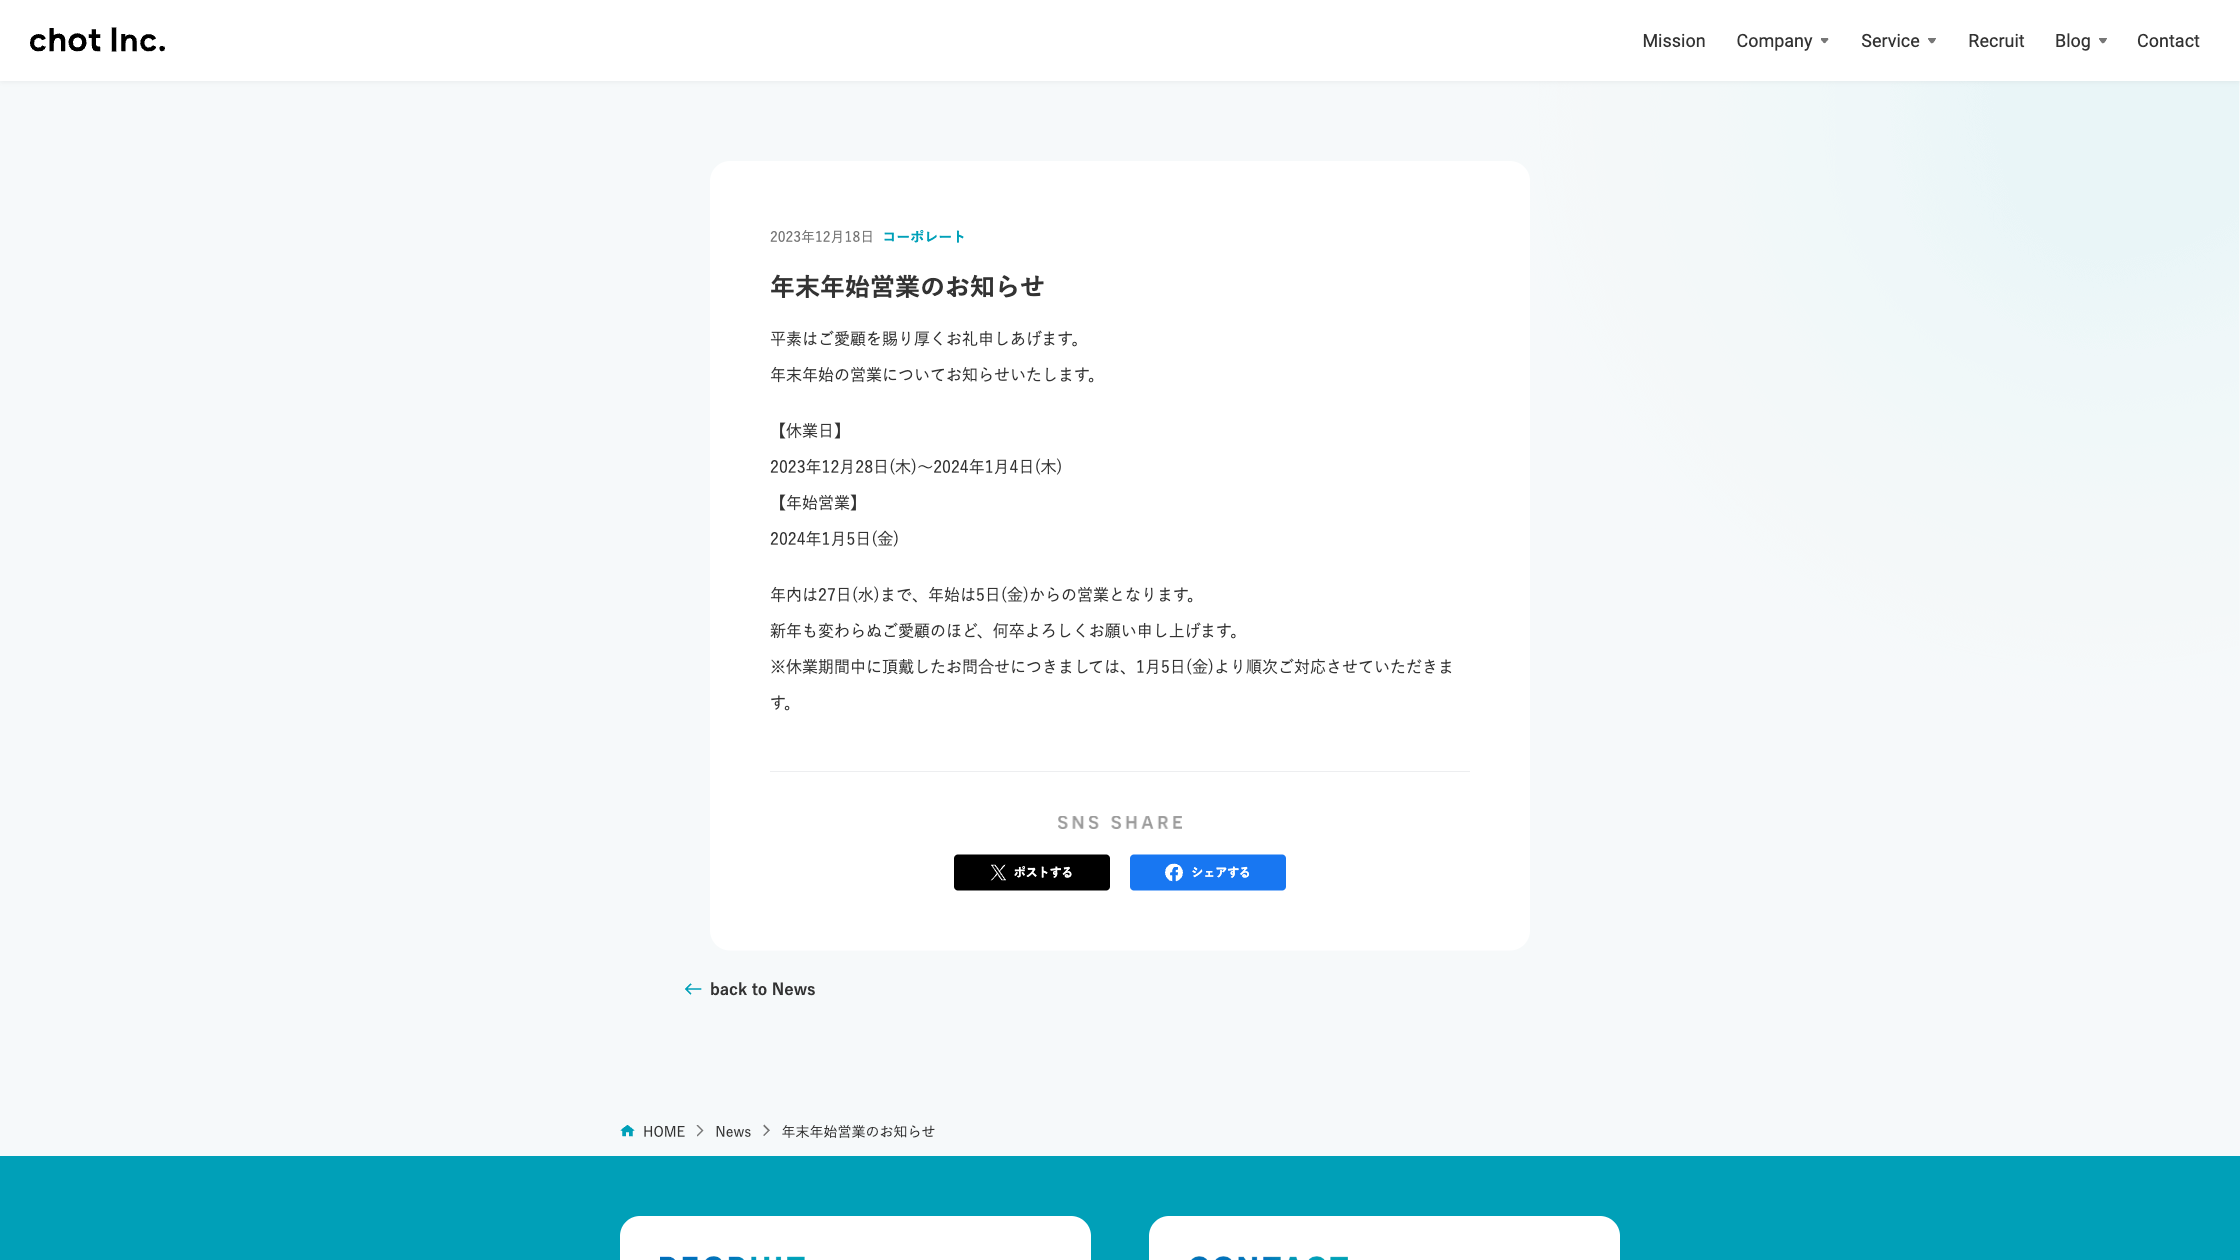 chot Inc.
Mission Company Service Recruit Blog Contact
2023年12月18日 コーポレート
年末年始営業のお知らせ
平素はご愛顧を賜り厚くお礼申しあげます。
年末年始の営業についてお知らせいたします。
【休業日】
2023年12月28日(木)〜2024年1月4日(木)
【年始営業】
2024年1月5日(金)
年内は27日(水)まで、年始は5日(金)からの営業となります。
新年も変わらぬご愛顧のほど、何卒よろしくお願い申し上げます。
※休業期間中に頂戴したお問合せにつきましては、1月5日(金)より順次ご対応させていただきま
す。
SNS SHARE
ポストする シェアする
back to News
HOME News 年末年始営業のお知らせ
RECRUIT CONTACT